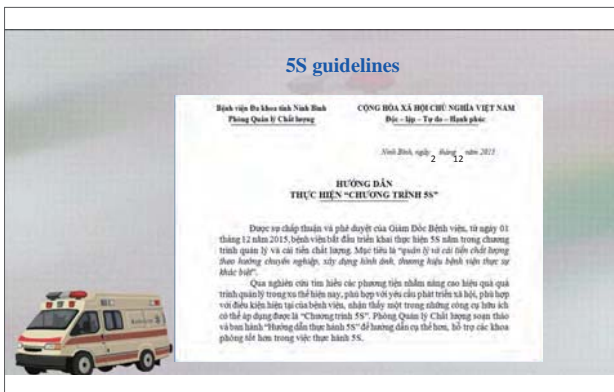 5S guidelines
Bệnh viện Đa khoa tỉnh Ninh Bình
CỘNG HÒA XÃ HỘI CHỦ NGHĨA VIỆT NAM
Phòng Quản lý Chất lượng
Độc – lập – Tự do – Hạnh phúc
Ninh Bình, ngày 2 tháng 12 năm 2015
HƯỚNG DẪN
THỰC HIỆN “CHƯƠNG TRÌNH 5S”
Được sự chấp thuận và phê duyệt của Giám Đốc Bệnh viện, từ ngày 01
tháng 12 năm 2015, bệnh viện bắt đầu triển khai thực hiện 5S nằm trong chương
trình quản lý và cải tiến chất lượng. Mục tiêu là “quản lý và cải tiến chất lượng
theo hướng chuyên nghiệp, xây dựng hình ảnh, thương hiệu bệnh viện thực sự
khác biệt”.
Qua nghiên cứu tìm hiểu các phương tiện nhằm nâng cao hiệu quả quá
trình quản lý trong xu thế hiện nay, phù hợp với yêu cầu phát triển xã hội, phù hợp
với điều kiện hiện tại của bệnh viện, nhận thấy một trong những công cụ hữu ích
có thể áp dụng được là “Chương trình 5S”. Phòng Quản lý Chất lượng soạn thảo
và ban hành “Hướng dẫn thực hành 5S” để hướng dẫn cụ thể hơn, hỗ trợ các khoa
phòng tốt hơn trong việc thực hành 5S.